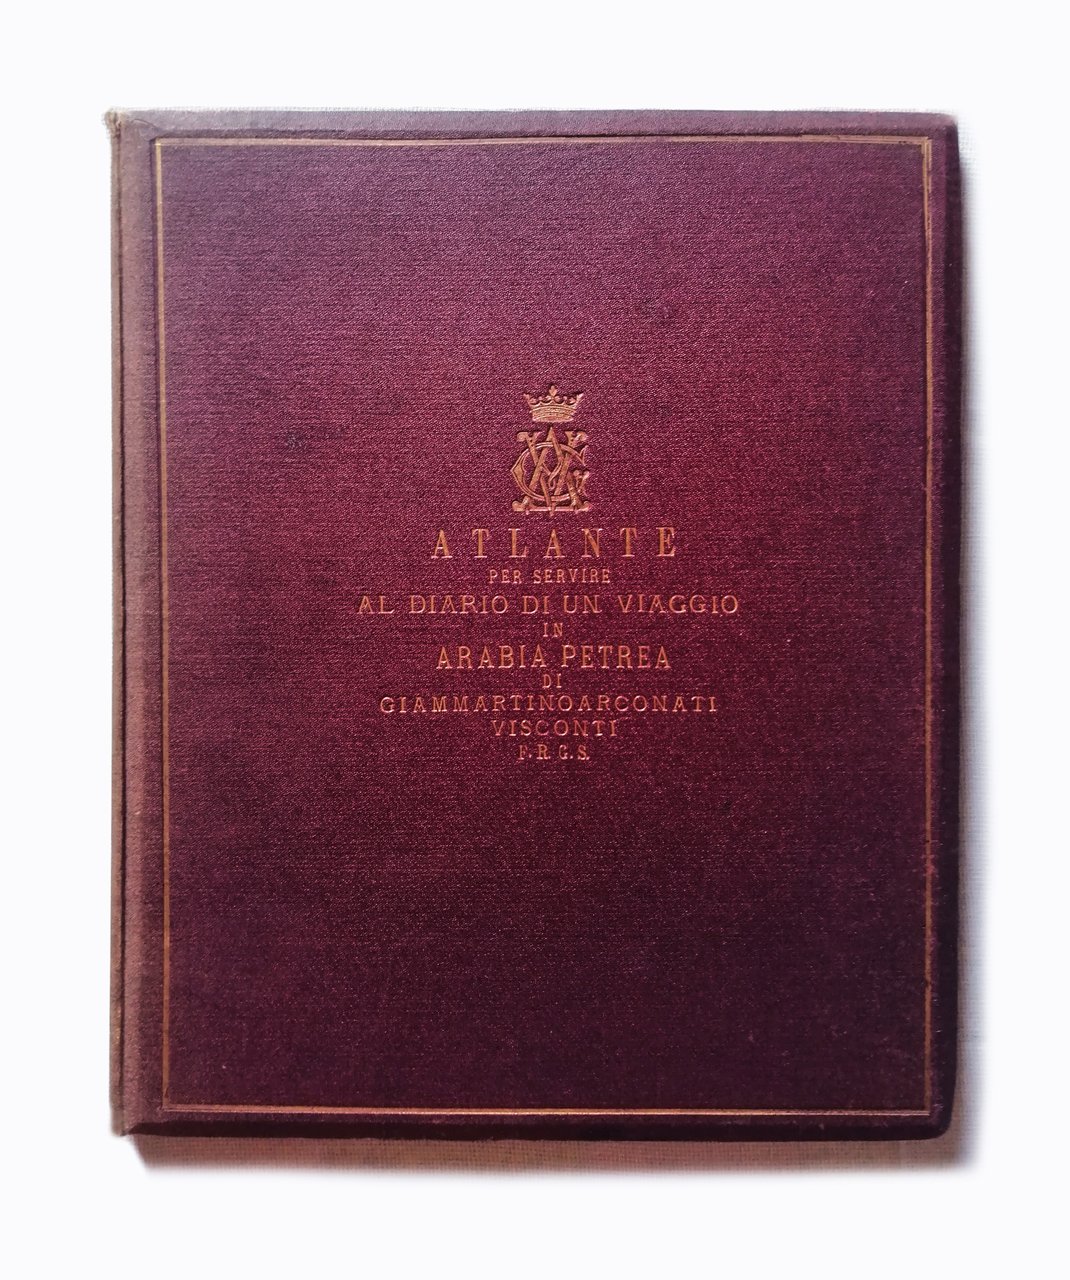 ATLANTE
PER SERVIRE
AL DIARIO DI UN VIAGGIO
IN
ARABIA PETREA
DI
GIAMMARTINO ARCONATI
VISCONTI
F. R. G. S.